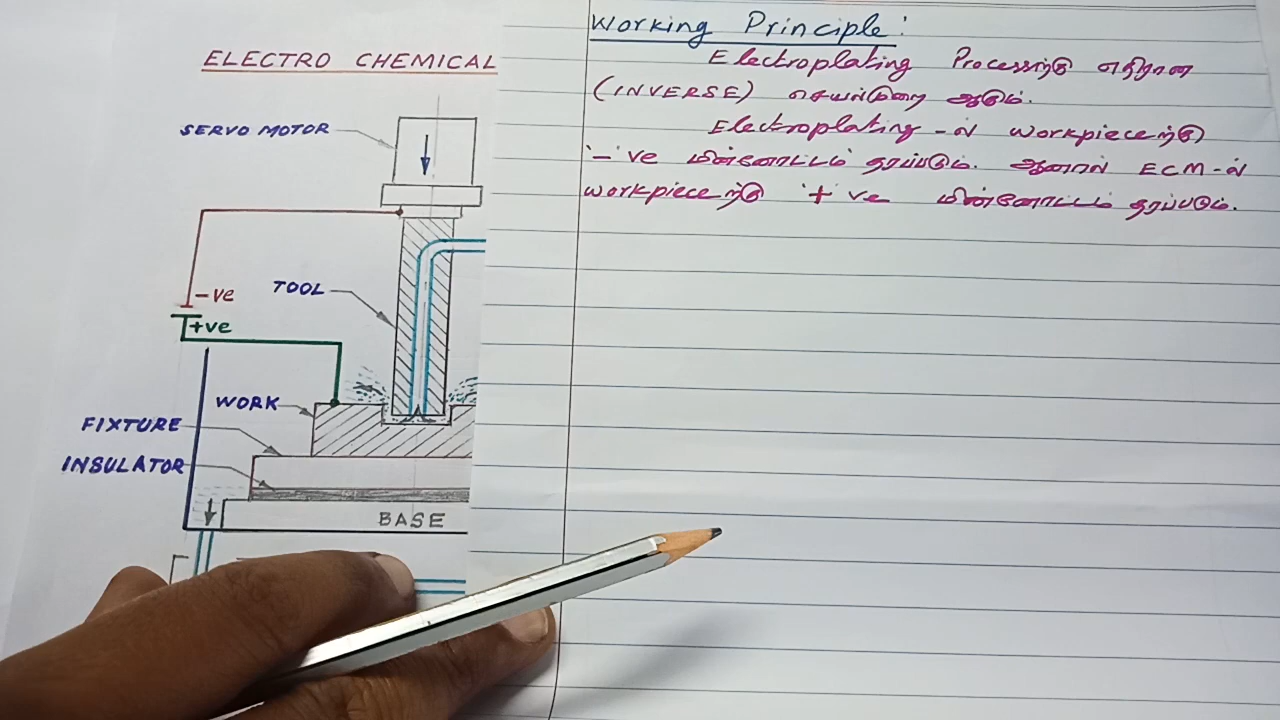 ELECTRO CHEMICAL
SERVO MOTOR
-ve
TOOL
+ve
WORK
FIXTURE
INSULATOR
BASE
Working Principle:
Electroplating Processற்கு எதிரான
(INVERSE) செயல்முறை ஆகும்.
Electroplating-ல் workpieceற்கு
'-'ve மின்னோட்டம் தரப்படும். ஆனால் ECM-ல்
workpieceற்கு '+'ve மின்னோட்டம் தரப்படும்.